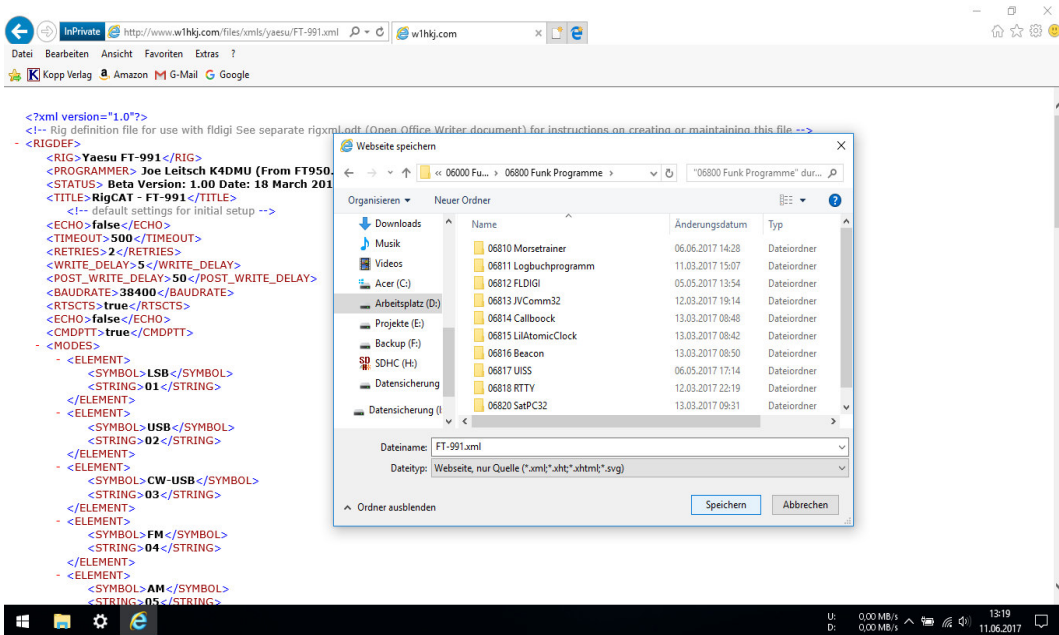 InPrivate http://www.w1hkj.com/files/xmls/yaesu/FT-991.xml w1hkj.com
Datei Bearbeiten Ansicht Favoriten Extras ?
K Kopp Verlag a Amazon M G-Mail G Google
<?xml version="1.0"?>
<!-- Rig definition file for use with fldigi See separate rigxml.odt (Open Office Writer document) for instructions on creating or maintaining this file -->
- <RIGDEF>
<RIG>Yaesu FT-991</RIG>
<PROGRAMMER> Joe Leitsch K4DMU (From FT950.
<STATUS> Beta Version: 1.00 Date: 18 March 201
<TITLE>RigCAT - FT-991</TITLE>
<!-- default settings for initial setup -->
<ECHO>false</ECHO>
<TIMEOUT>500</TIMEOUT>
<RETRIES>2</RETRIES>
<WRITE_DELAY>5</WRITE_DELAY>
<POST_WRITE_DELAY>50</POST_WRITE_DELAY>
<BAUDRATE>38400</BAUDRATE>
<RTSCTS>true</RTSCTS>
<ECHO>false</ECHO>
<CMDPTT>true</CMDPTT>
- <MODES>
- <ELEMENT>
<SYMBOL>LSB</SYMBOL>
<STRING>01</STRING>
</ELEMENT>
- <ELEMENT>
<SYMBOL>USB</SYMBOL>
<STRING>02</STRING>
</ELEMENT>
- <ELEMENT>
<SYMBOL>CW-USB</SYMBOL>
<STRING>03</STRING>
</ELEMENT>
- <ELEMENT>
<SYMBOL>FM</SYMBOL>
<STRING>04</STRING>
</ELEMENT>
- <ELEMENT>
<SYMBOL>AM</SYMBOL>
<STRING>05</STRING>
Webseite speichern
« 06000 Fu... › 06800 Funk Programme › "06800 Funk Programme" dur...
Organisieren Neuer Ordner
Downloads
Musik
Videos
Acer (C:)
Arbeitsplatz (D:)
Projekte (E:)
Backup (F:)
SDHC (H:)
Datensicherung
Datensicherung (I
Name Änderungsdatum Typ
06810 Morsetrainer 06.06.2017 14:28 Dateiordner
06811 Logbuchprogramm 11.03.2017 15:07 Dateiordner
06812 FLDIGI 05.05.2017 13:54 Dateiordner
06813 JVComm32 12.03.2017 19:14 Dateiordner
06814 Callboock 13.03.2017 08:48 Dateiordner
06815 LilAtomicClock 13.03.2017 08:42 Dateiordner
06816 Beacon 13.03.2017 08:50 Dateiordner
06817 UISS 06.05.2017 17:14 Dateiordner
06818 RTTY 12.03.2017 22:19 Dateiordner
06820 SatPC32 13.03.2017 09:31 Dateiordner
Dateiname: FT-991.xml
Dateityp: Webseite, nur Quelle (*.xml;*.xht;*.xhtml;*.svg)
Ordner ausblenden Speichern Abbrechen
U: 0,00 MB/s
D: 0,00 MB/s
13:19
11.06.2017